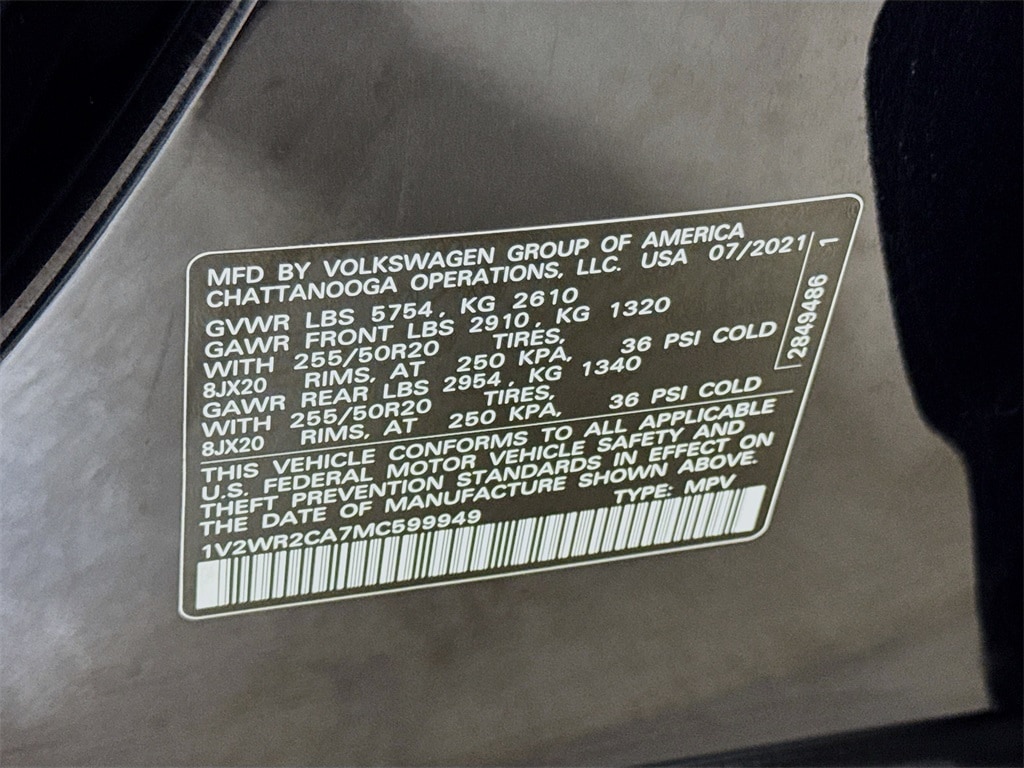 MFD BY VOLKSWAGEN GROUP OF AMERICA
CHATTANOOGA OPERATIONS, LLC. USA 07/2021
GVWR LBS 5754, KG 2610
GAWR FRONT LBS 2910, KG 1320
WITH 255/50R20 TIRES,
8JX20 RIMS, AT 250 KPA, 36 PSI COLD
GAWR REAR LBS 2954, KG 1340
WITH 255/50R20 TIRES,
8JX20 RIMS, AT 250 KPA, 36 PSI COLD
THIS VEHICLE CONFORMS TO ALL APPLICABLE
U.S. FEDERAL MOTOR VEHICLE SAFETY AND
THEFT PREVENTION STANDARDS IN EFFECT ON
THE DATE OF MANUFACTURE SHOWN ABOVE.
1V2WR2CA7MC599949 TYPE: MPV
2849486 1